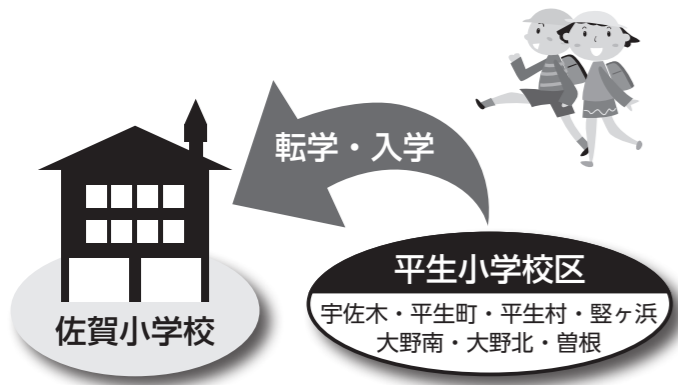 転学・入学
平生小学校区
宇佐木・平生町・平生村・竪ヶ浜
大野南・大野北・曽根
佐賀小学校